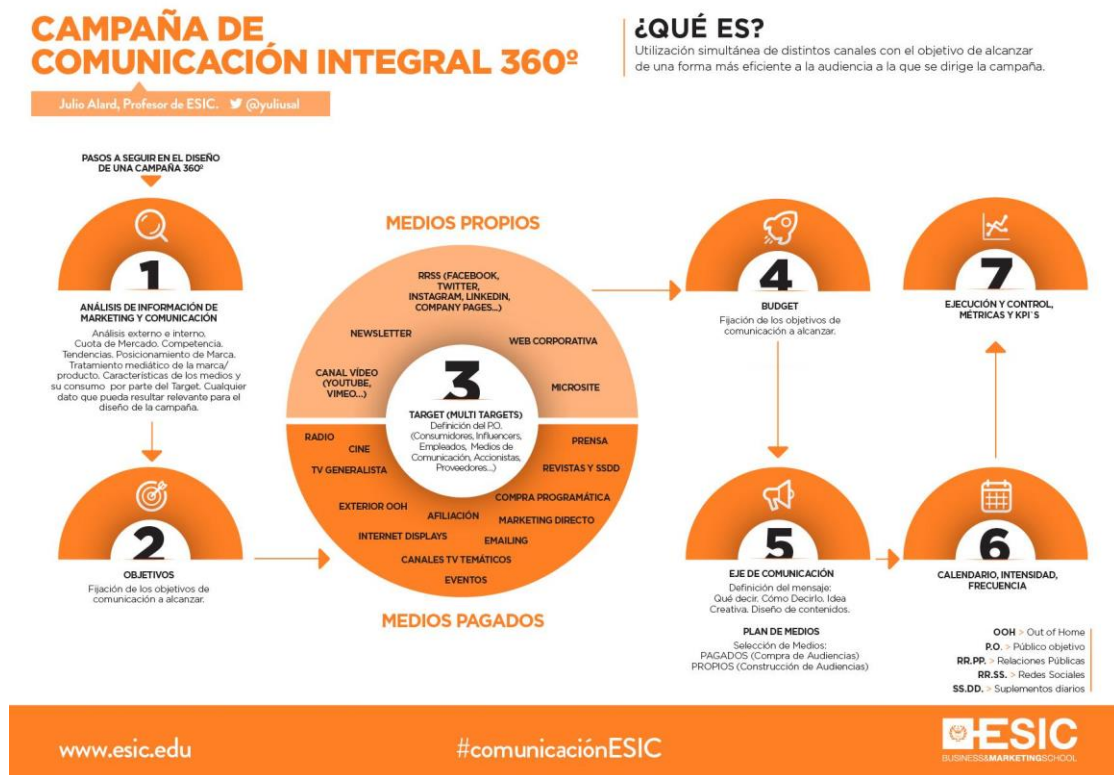 CAMPAÑA DE
COMUNICACIÓN INTEGRAL 360º
Julio Alard, Profesor de ESIC. @yuliusal
¿QUÉ ES?
Utilización simultánea de distintos canales con el objetivo de alcanzar
de una forma más eficiente a la audiencia a la que se dirige la campaña.
PASOS A SEGUIR EN EL DISEÑO
DE UNA CAMPAÑA 360º
1
ANÁLISIS DE INFORMACIÓN DE
MARKETING Y COMUNICACIÓN
Análisis externo e interno.
Cuota de Mercado. Competencia.
Tendencias. Posicionamiento de Marca.
Tratamiento mediático de la marca/
producto. Características de los medios y
su consumo por parte del Target. Cualquier
dato que pueda resultar relevante para el
diseño de la campaña.
2
OBJETIVOS
Fijación de los objetivos de
comunicación a alcanzar.
MEDIOS PROPIOS
RRSS (FACEBOOK,
TWITTER,
INSTAGRAM, LINKEDIN,
COMPANY PAGES...)
NEWSLETTER
WEB CORPORATIVA
CANAL VÍDEO
(YOUTUBE,
VIMEO...)
MICROSITE
3
TARGET (MULTI TARGETS)
Definición del P.O.
(Consumidores, Influencers,
Empleados, Medios de
Comunicación, Accionistas,
Proveedores...)
RADIO
CINE
TV GENERALISTA
PRENSA
REVISTAS Y SSDD
EXTERIOR OOH
COMPRA PROGRAMÁTICA
AFILIACIÓN
MARKETING DIRECTO
INTERNET DISPLAYS
EMAILING
CANALES TV TEMÁTICOS
EVENTOS
MEDIOS PAGADOS
4
BUDGET
Fijación de los objetivos de
comunicación a alcanzar.
5
EJE DE COMUNICACIÓN
Definición del mensaje:
Qué decir. Cómo Decirlo. Idea
Creativa. Diseño de contenidos.
PLAN DE MEDIOS
Selección de Medios:
PAGADOS (Compra de Audiencias)
PROPIOS (Construcción de Audiencias)
6
CALENDARIO, INTENSIDAD,
FRECUENCIA
7
EJECUCIÓN Y CONTROL,
MÉTRICAS Y KPI´S
OOH > Out of Home
P.O. > Público objetivo
RR.PP. > Relaciones Públicas
RR.SS. > Redes Sociales
SS.DD. > Suplementos diarios
www.esic.edu
#comunicaciónESIC
ESIC
BUSINESS&MARKETINGSCHOOL